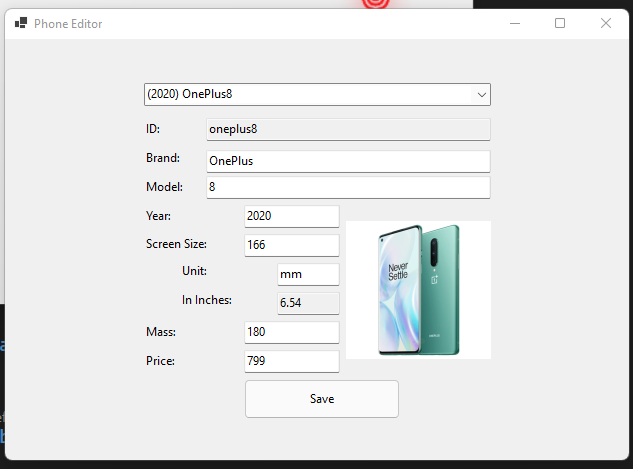 Phone Editor
(2020) OnePlus8
ID: oneplus8
Brand: OnePlus
Model: 8
Year: 2020
Screen Size: 166
Unit: mm
In Inches: 6.54
Never
Settle
ONEPLUS
Mass: 180
Price: 799
Save